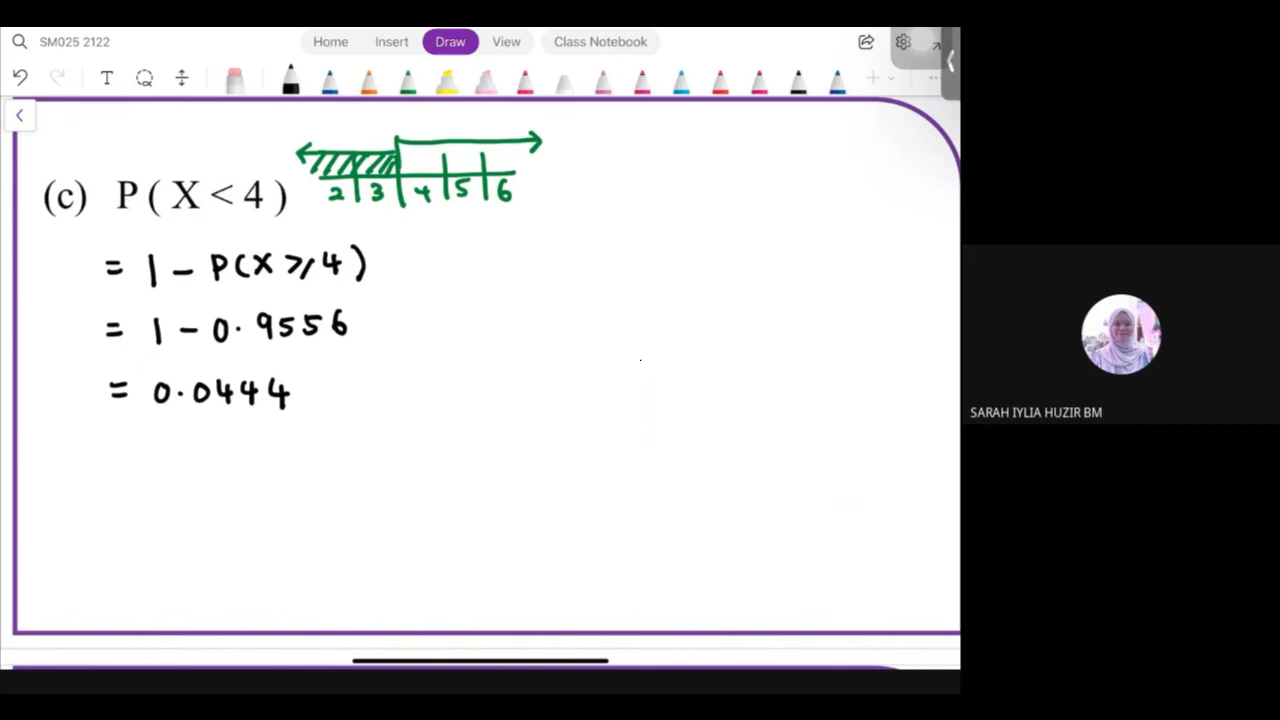 SM025 2122
Home Insert Draw View Class Notebook
T
2 3 4 5 6
(c) P ( X < 4 )
= 1 - P(X ⩾ 4)
= 1 - 0.9556
= 0.0444
SARAH IYLIA HUZIR BM